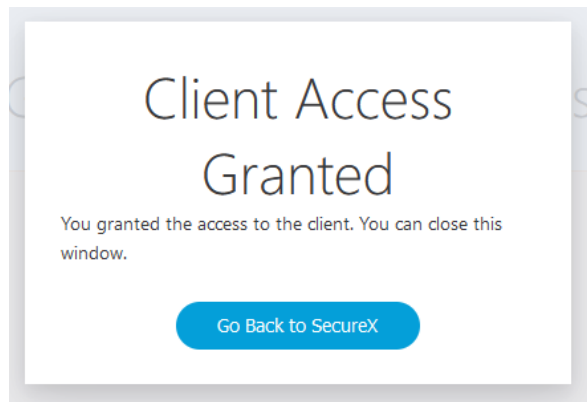 Client Access
Granted
You granted the access to the client. You can close this
window.
Go Back to SecureX